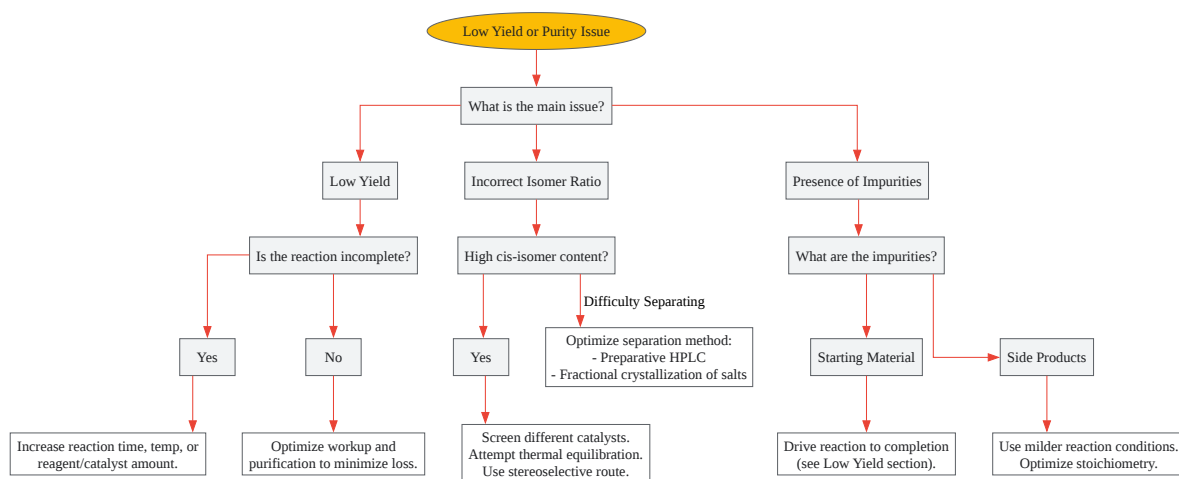 Low Yield or Purity Issue
What is the main issue?
Low Yield
Incorrect Isomer Ratio
Presence of Impurities
Is the reaction incomplete?
High cis-isomer content?
What are the impurities?
Difficulty Separating
Yes
No
Yes
Optimize separation method:
- Preparative HPLC
- Fractional crystallization of salts
Starting Material
Side Products
Increase reaction time, temp, or
reagent/catalyst amount.
Optimize workup and
purification to minimize loss.
Screen different catalysts.
Attempt thermal equilibration.
Use stereoselective route.
Drive reaction to completion
(see Low Yield section).
Use milder reaction conditions.
Optimize stoichiometry.